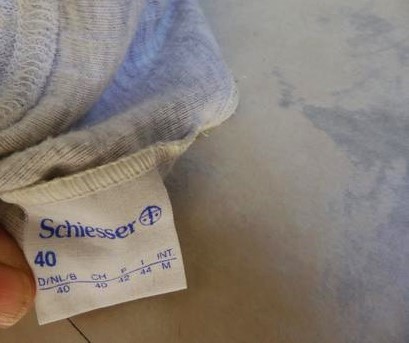 Schiesser
40
D/NL/B CH F I INT.
40 40 42 44 M